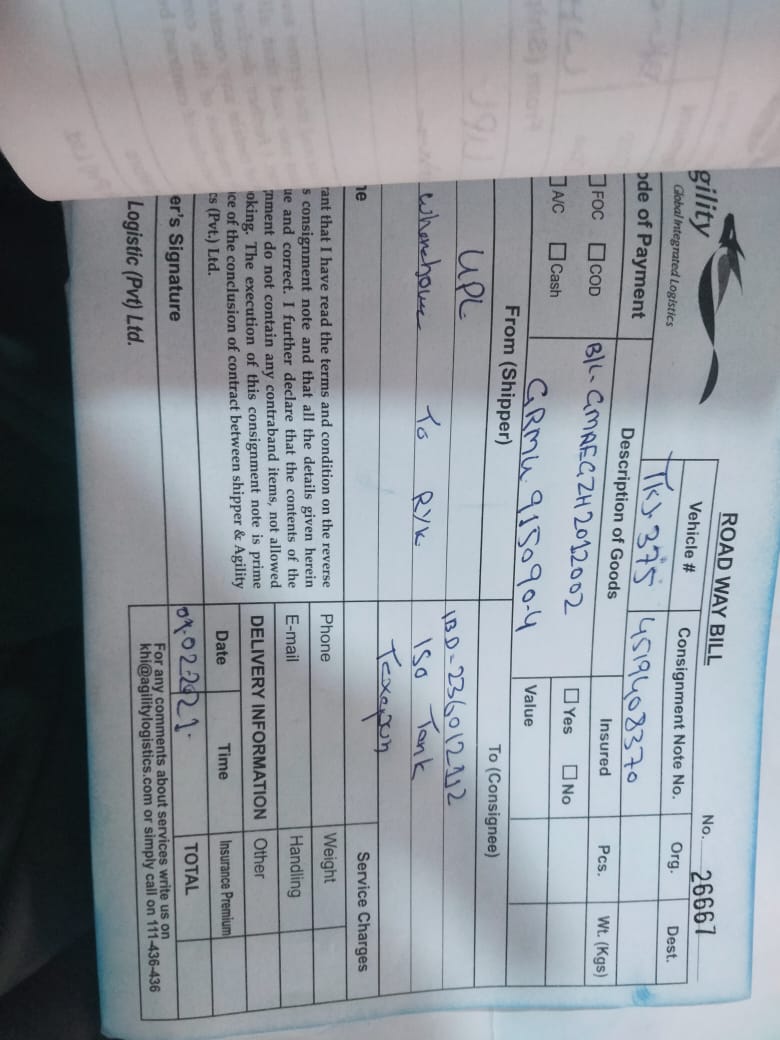 gility
Global Integrated Logistics
ROAD WAY BILL
No. 26667
Vehicle #
Consignment Note No.
Org.
Dest.
TKJ-375
4519408370
ode of Payment
Description of Goods
Insured
Pcs.
Wt. (Kgs)
FOC COD
B/L- GMAEGZH2012002
Yes No
A/C Cash
GRMU 915090-4
Value
From (Shipper)
To (Consignee)
UPL
IBD-236012112
Wherehouse To RYK
ISO Tank
ne
Service Charges
rant that I have read the terms and condition on the reverse
s consignment note and that all the details given herein
ue and correct. I further declare that the contents of the
nment do not contain any contraband items, not allowed
oking. The execution of this consignment note is prime
ice of the conclusion of contract between shipper & Agility
cs (Pvt.) Ltd.
Phone
Weight
E-mail
Handling
DELIVERY INFORMATION
Other
Date
Time
Insurance Premium
02-2021
TOTAL
er's Signature
For any comments about services write us on
khi@agilitylogistics.com or simply call on 111-436-436
Logistic (Pvt) Ltd.